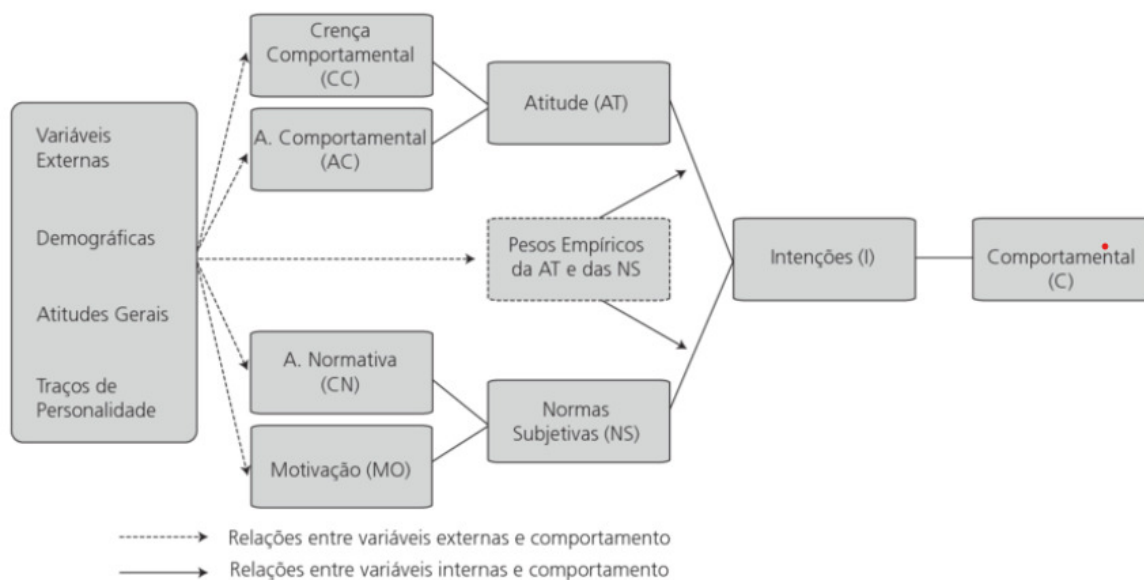 Variáveis
Externas
Demográficas
Atitudes Gerais
Traços de
Personalidade
Crença
Comportamental
(CC)
A. Comportamental
(AC)
Atitude (AT)
Pesos Empíricos
da AT e das NS
A. Normativa
(CN)
Motivação (MO)
Normas
Subjetivas (NS)
Intenções (I)
Comportamental
(C)
Relações entre variáveis externas e comportamento
Relações entre variáveis internas e comportamento